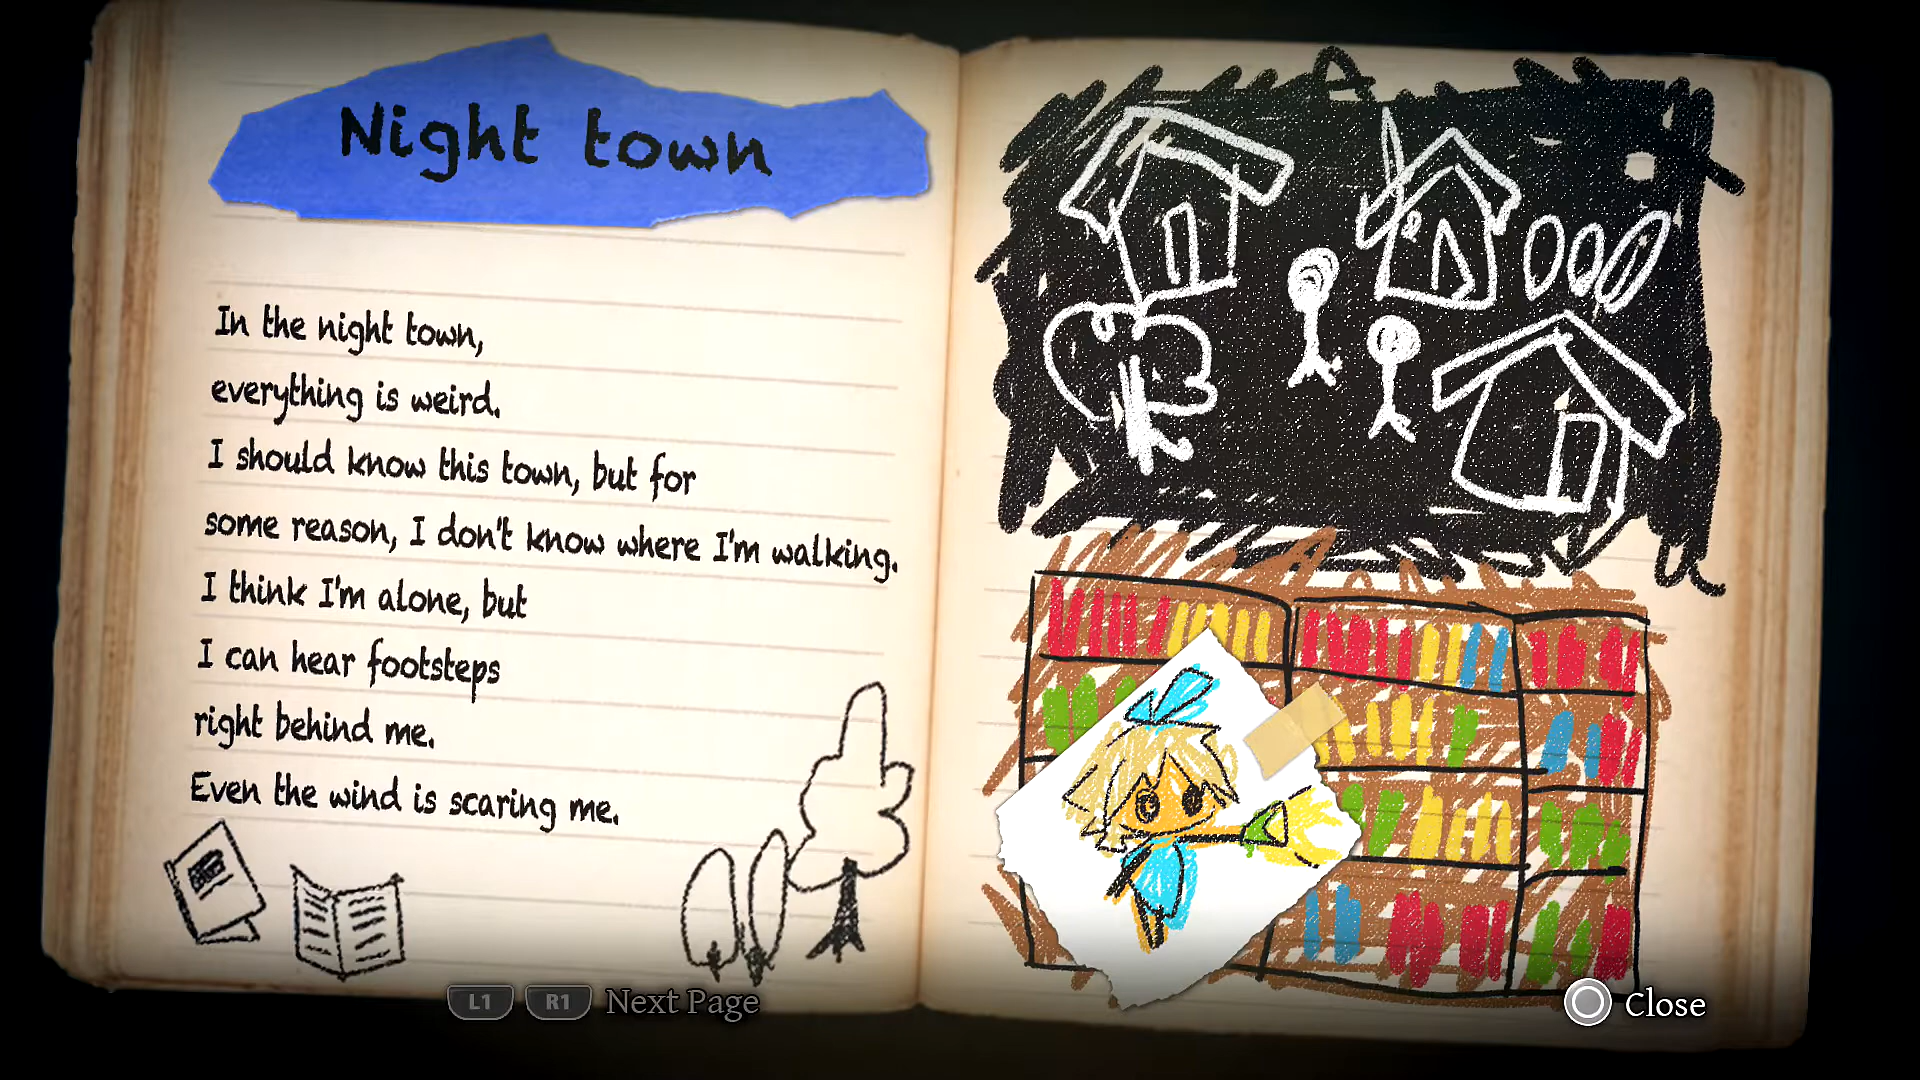 Night town
In the night town,
everything is weird.
I should know this town, but for
some reason, I don't know where I'm walking.
I think I'm alone, but
I can hear footsteps
right behind me.
Even the wind is scaring me.
L1 R1 Next Page
Close